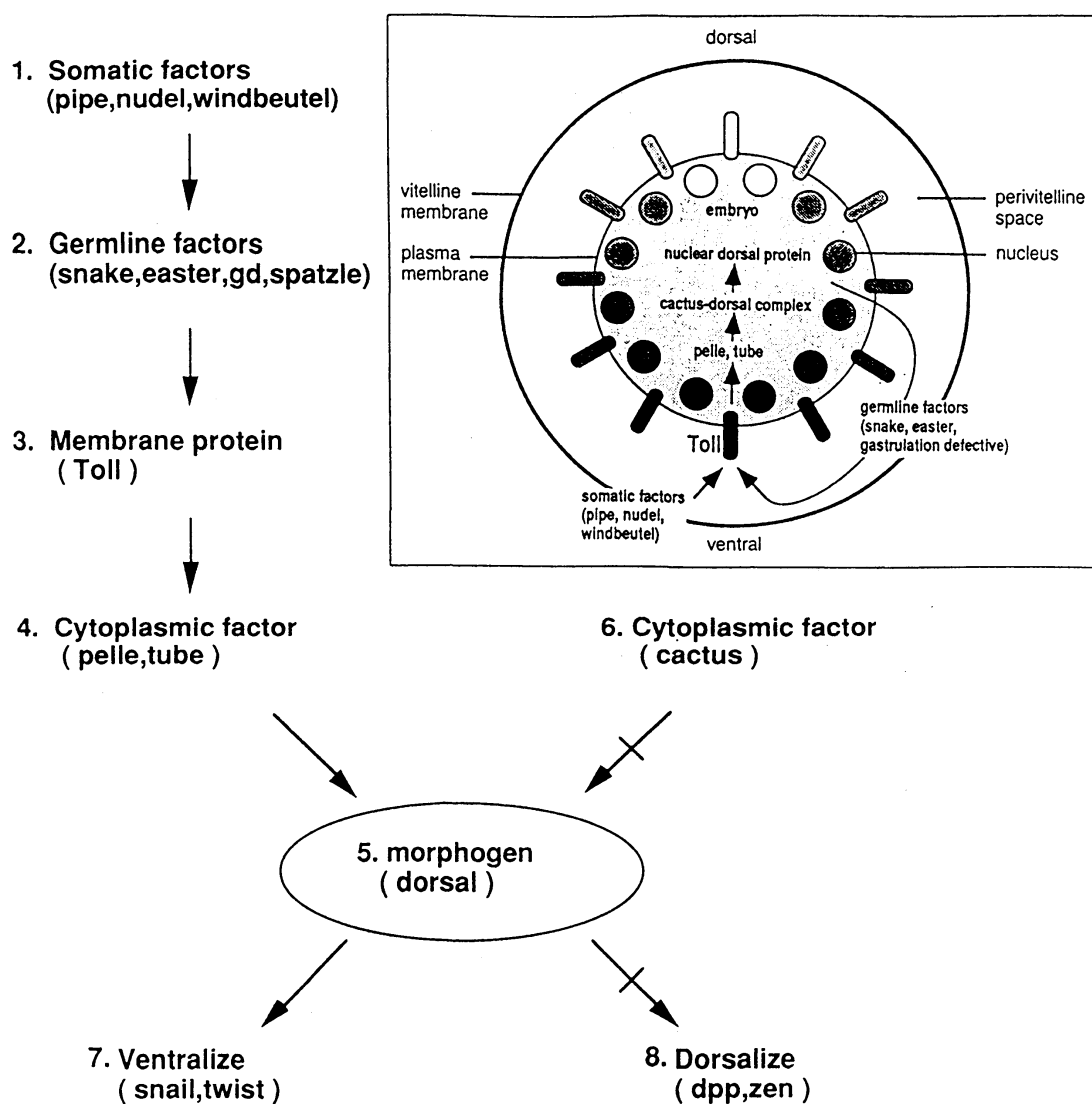 1. Somatic factors
(pipe,nudel,windbeutel)
2. Germline factors
(snake,easter,gd,spatzle)
3. Membrane protein
( Toll )
4. Cytoplasmic factor
( pelle,tube )
6. Cytoplasmic factor
( cactus )
5. morphogen
( dorsal )
7. Ventralize
( snail,twist )
8. Dorsalize
( dpp,zen )
dorsal
vitelline
membrane
perivitelline
space
embryo
plasma
membrane
nuclear dorsal protein
nucleus
cactus-dorsal complex
pelle, tube
Toll
germline factors
(snake, easter,
gastrulation defective)
somatic factors
(pipe, nudel,
windbeutel)
ventral